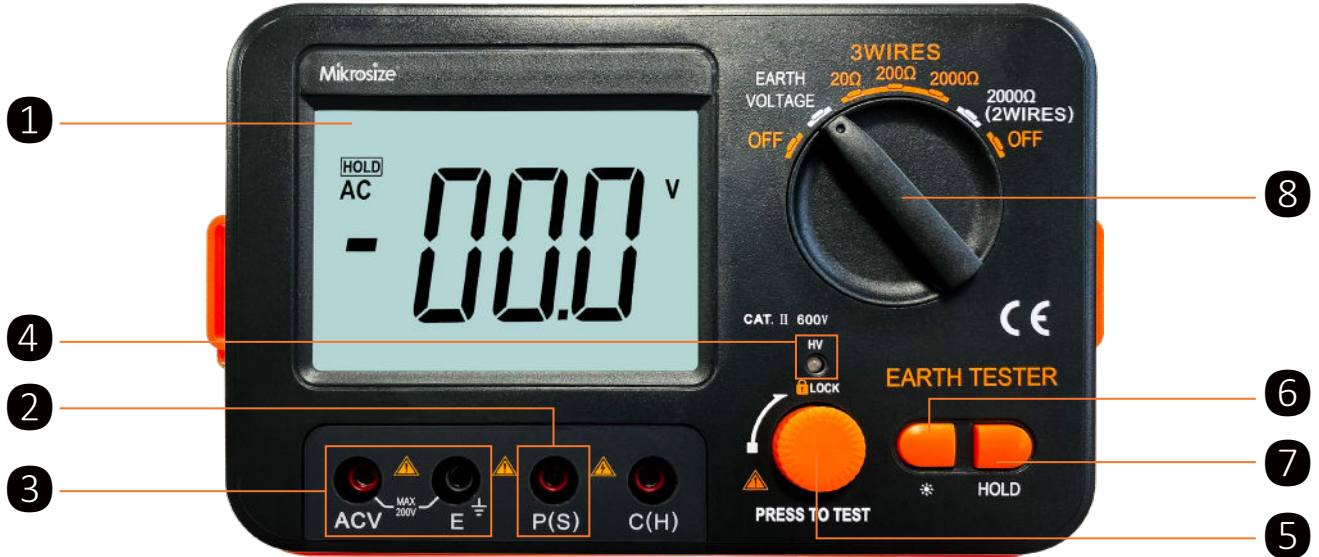 Mikrosize
HOLD
AC
- 00.0 V
3WIRES
EARTH VOLTAGE
20Ω 200Ω 2000Ω
2000Ω
(2WIRES)
OFF
OFF
CAT. II 600V
HV
LOCK
CE
EARTH TESTER
PRESS TO TEST
HOLD
ACV
MAX
200V
E
P(S)
C(H)
1
4
2
3
8
6
7
5